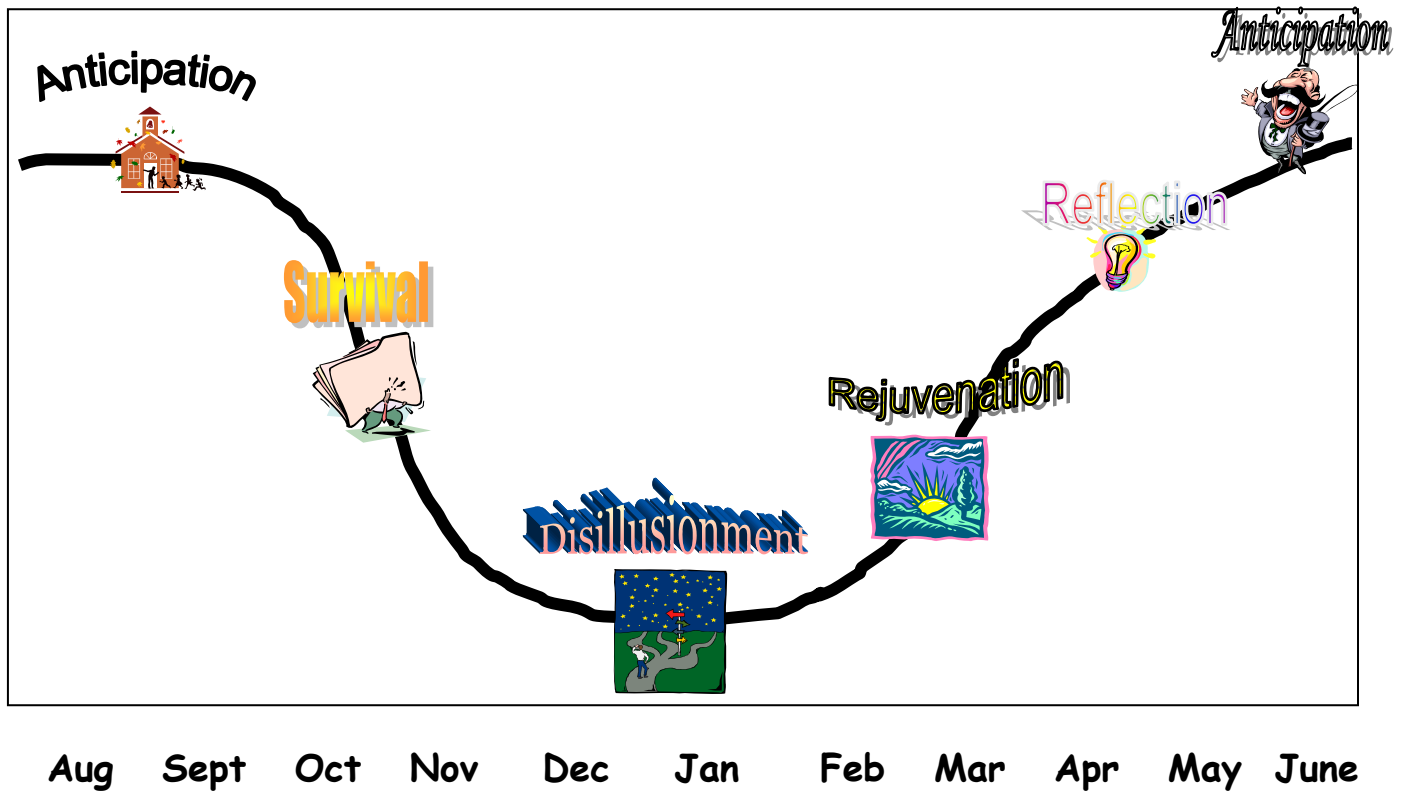 Anticipation
Anticipation
Reflection
Survival
Rejuvenation
Disillusionment
Aug Sept Oct Nov Dec Jan Feb Mar Apr May June